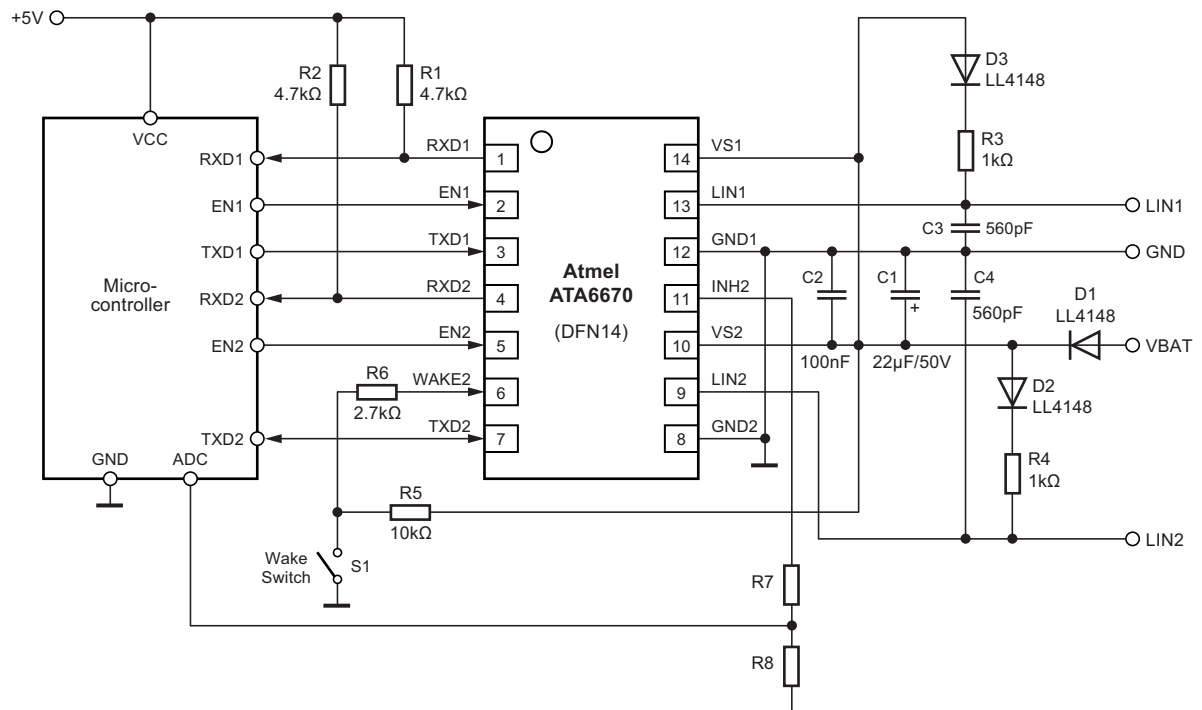 +5V
R2
4.7kΩ
R1
4.7kΩ
D3
LL4148
VCC
RXD1
RXD1
1
14
VS1
R3
1kΩ
EN1
EN1
2
13
LIN1
LIN1
C3
560pF
TXD1
TXD1
3
12
GND1
GND
Micro-
controller
Atmel
ATA6670
(DFN14)
C2
C1
C4
RXD2
RXD2
4
11
INH2
+
560pF
D1
LL4148
EN2
EN2
5
10
VS2
VBAT
100nF
22µF/50V
R6
2.7kΩ
WAKE2
6
9
LIN2
D2
LL4148
TXD2
TXD2
7
8
GND2
GND
ADC
R4
1kΩ
R5
10kΩ
LIN2
Wake
Switch
S1
R7
R8